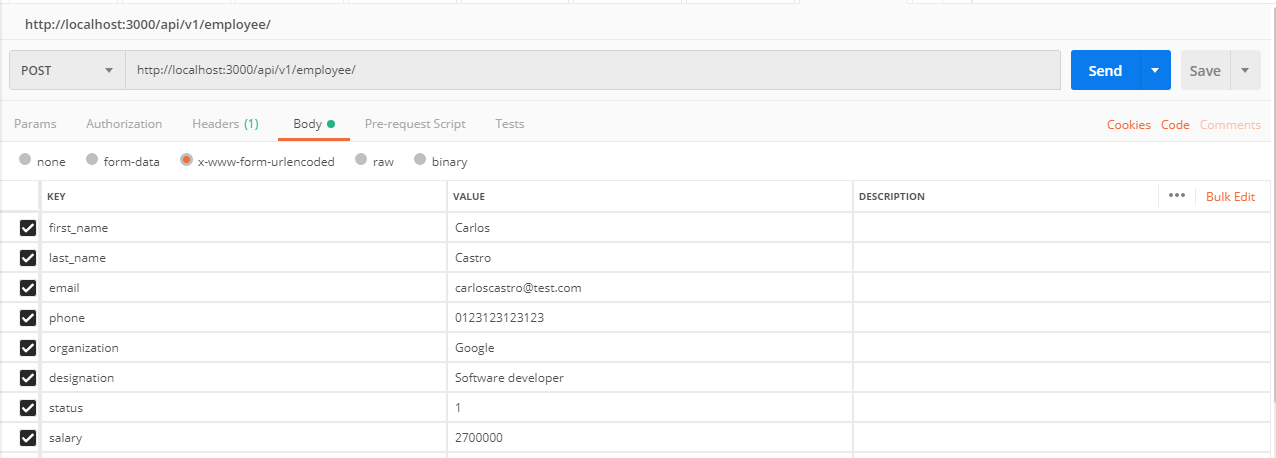 http://localhost:3000/api/v1/employee/
POST http://localhost:3000/api/v1/employee/ Send Save
Params Authorization Headers (1) Body Pre-request Script Tests Cookies Code Comments
none form-data x-www-form-urlencoded raw binary
KEY VALUE DESCRIPTION ••• Bulk Edit
first_name Carlos
last_name Castro
email carloscastro@test.com
phone 0123123123123
organization Google
designation Software developer
status 1
salary 2700000